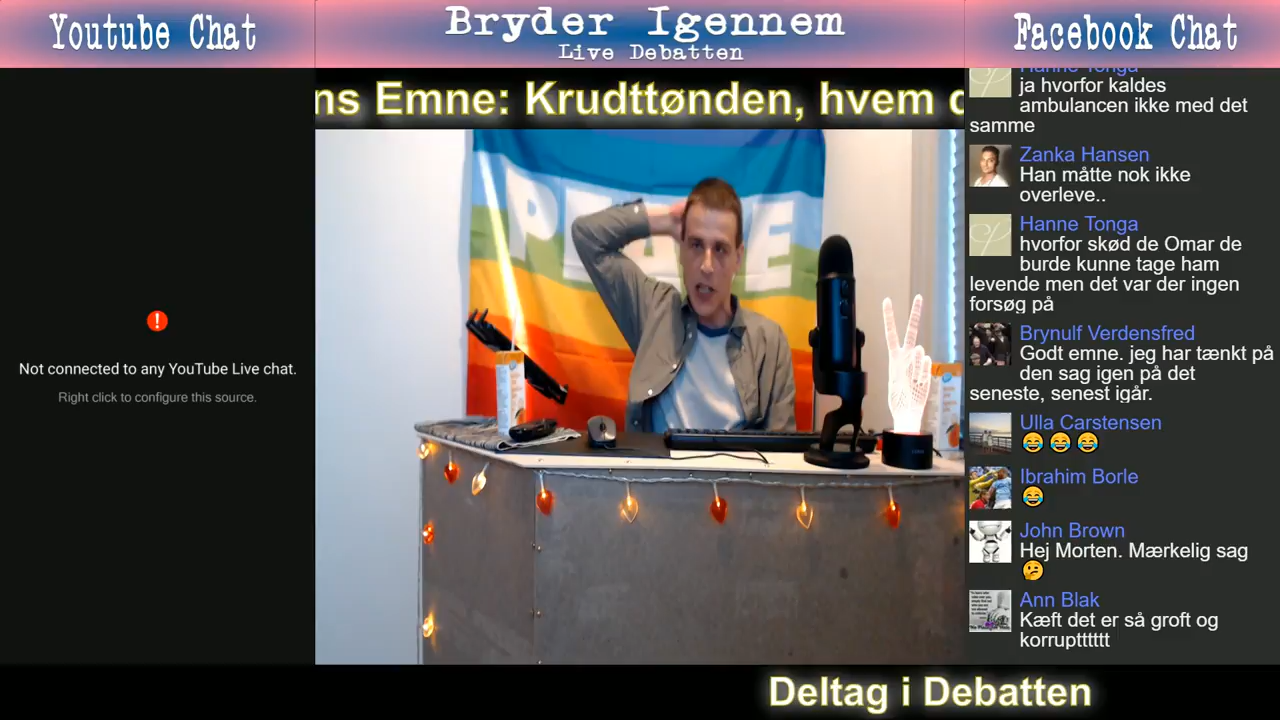 Youtube Chat
Bryder Igennem
Live Debatten
Facebook Chat
ns Emne: Krudttønden, hvem
PEACE
Not connected to any YouTube Live chat.
Right click to configure this source.
Hanne Tonga
ja hvorfor kaldes
ambulancen ikke med det
samme
Zanka Hansen
Han måtte nok ikke
overleve..
Hanne Tonga
hvorfor skød de Omar de
burde kunne tage ham
levende men det var der ingen
forsøg på
Brynulf Verdensfred
Godt emne. jeg har tænkt på
den sag igen på det
seneste, senest igår.
Ulla Carstensen
😂😂😂
Ibrahim Borle
😂
John Brown
Hej Morten. Mærkelig sag
🤔
Ann Blak
Kæft det er så groft og
korrupttttt
Deltag i Debatten